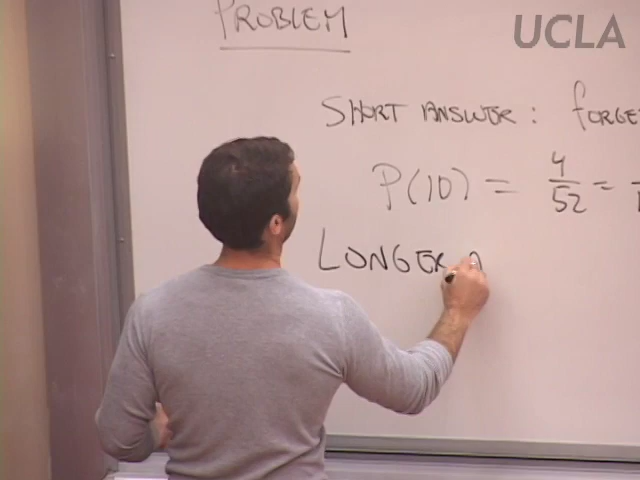 UCLA
PROBLEM
SHORT ANSWER: FORGE
P(10) = 4/52 =
LONGER